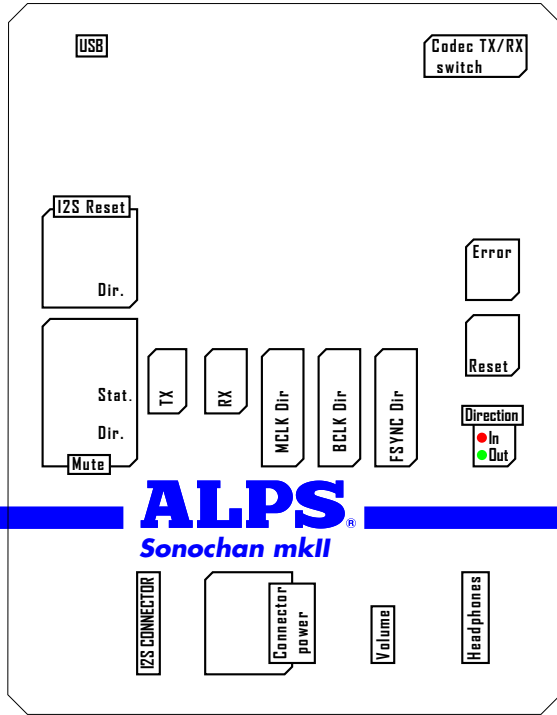 USB
Codec TX/RX
switch
I2S Reset
Dir.
Error
Stat.
Dir.
Mute
TX
RX
MCLK Dir
BCLK Dir
FSYNC Dir
Reset
Direction
In
Out
ALPS®
Sonochan mkII
I2S CONNECTOR
Connector
power
Volume
Headphones